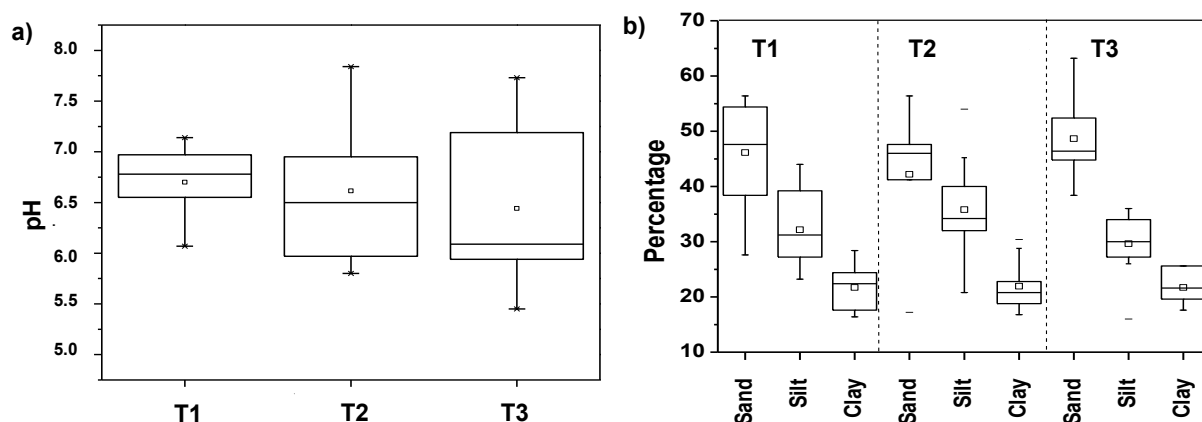 a)
pH
8.0
7.5
7.0
6.5
6.0
5.5
5.0
T1 T2 T3
b)
Percentage
70
60
50
40
30
20
10
T1 T2 T3
Sand Silt Clay Sand Silt Clay Sand Silt Clay